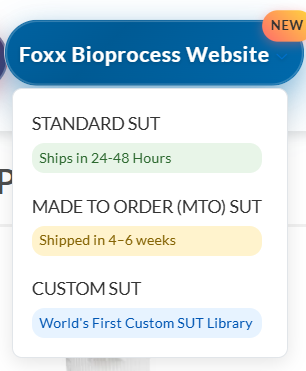 NEW
Foxx Bioprocess Website
STANDARD SUT
Ships in 24-48 Hours
P
MADE TO ORDER (MTO) SUT
Shipped in 4–6 weeks
CUSTOM SUT
World's First Custom SUT Library